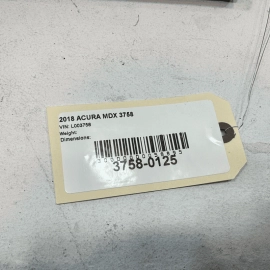 2018 ACURA MDX 3758
VIN: L003758
Weight:
Dimensions:
3758-0125